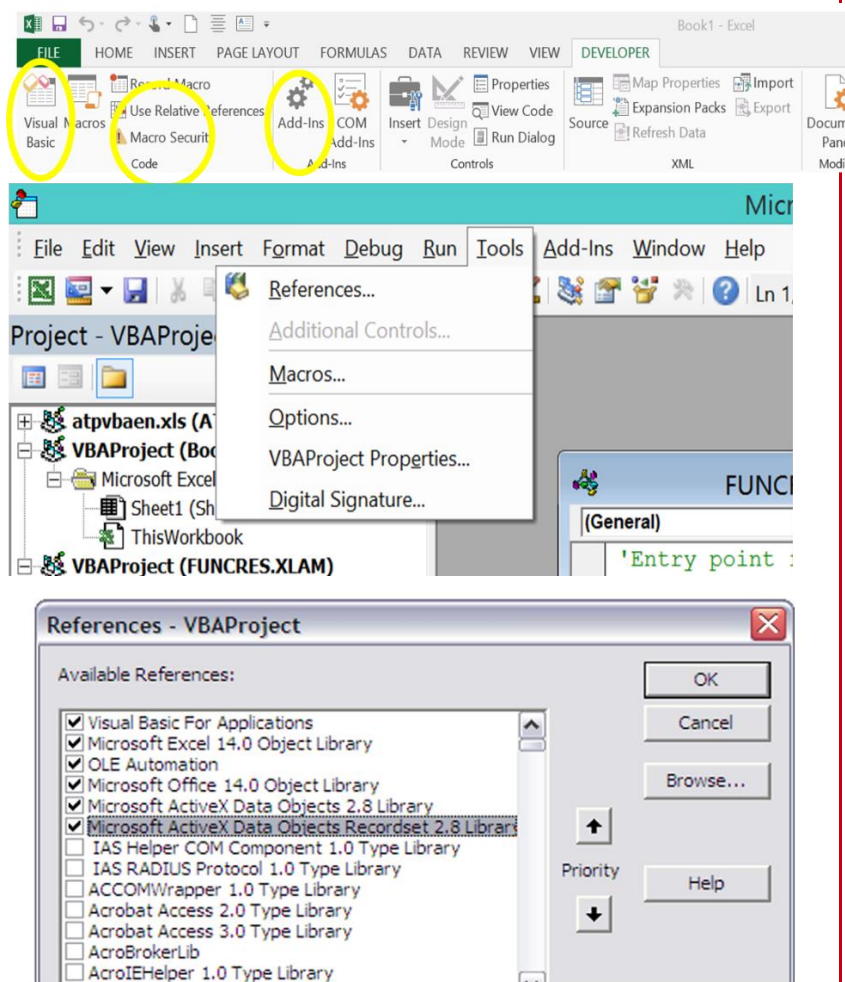 Book1 - Excel
FILE HOME INSERT PAGE LAYOUT FORMULAS DATA REVIEW VIEW DEVELOPER
Visual Basic
Macros
Record Macro
Use Relative References
Macro Security
Code
Add-Ins
COM Add-Ins
Add-Ins
Insert
Design Mode
Properties
View Code
Run Dialog
Controls
Source
Map Properties
Expansion Packs
Refresh Data
Import
Export
XML
Docum
Pane
Modi
Micr
File Edit View Insert Format Debug Run Tools Add-Ins Window Help
Ln 1,
References...
Additional Controls...
Macros...
Options...
VBAProject Properties...
Digital Signature...
Project - VBAProje
atpvbaen.xls (A
VBAProject (Boo
Microsoft Excel
Sheet1 (Sh
ThisWorkbook
VBAProject (FUNCRES.XLAM)
FUNC
(General)
'Entry point
References - VBAProject
Available References:
Visual Basic For Applications
Microsoft Excel 14.0 Object Library
OLE Automation
Microsoft Office 14.0 Object Library
Microsoft ActiveX Data Objects 2.8 Library
Microsoft ActiveX Data Objects Recordset 2.8 Library
IAS Helper COM Component 1.0 Type Library
IAS RADIUS Protocol 1.0 Type Library
ACCOMWrapper 1.0 Type Library
Acrobat Access 2.0 Type Library
Acrobat Access 3.0 Type Library
AcroBrokerLib
AcroIEHelper 1.0 Type Library
OK
Cancel
Browse...
Priority
Help